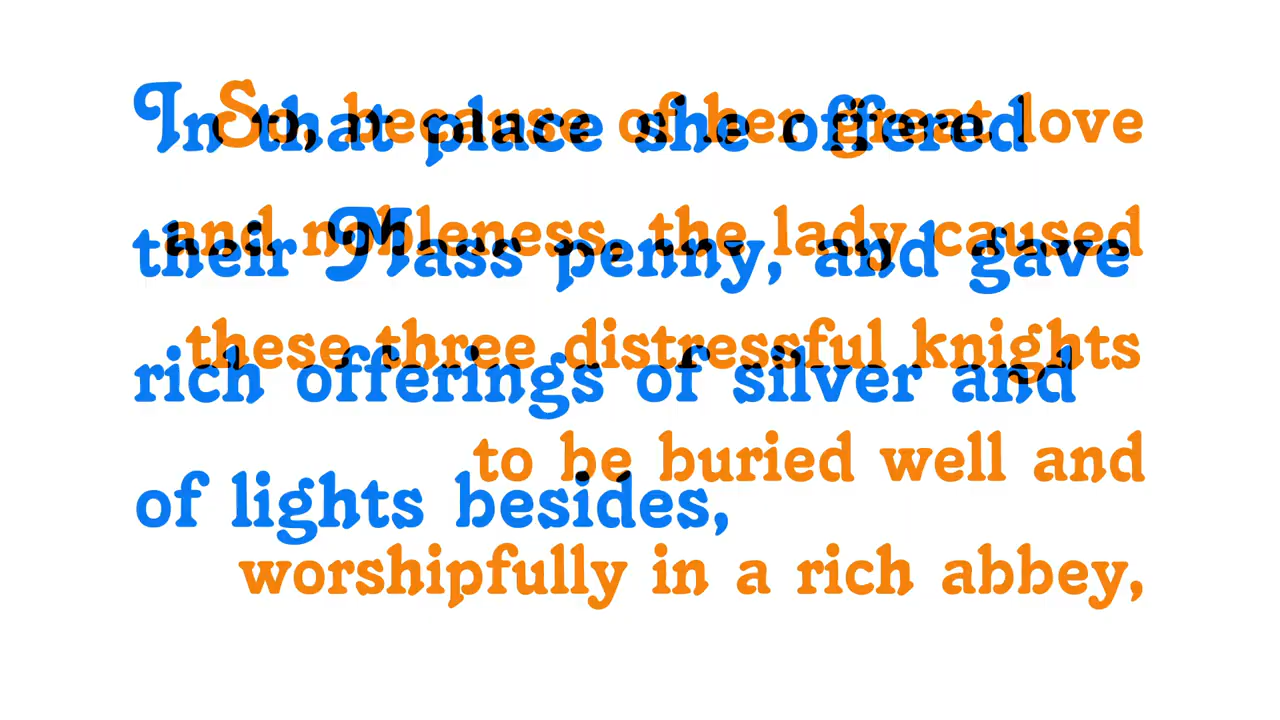 So, because of her great love
and nobleness, the lady caused
these three distressful knights
to be buried well and
worshipfully in a rich abbey,
In that place she offered
their Mass penny, and gave
rich offerings of silver and
of lights besides,